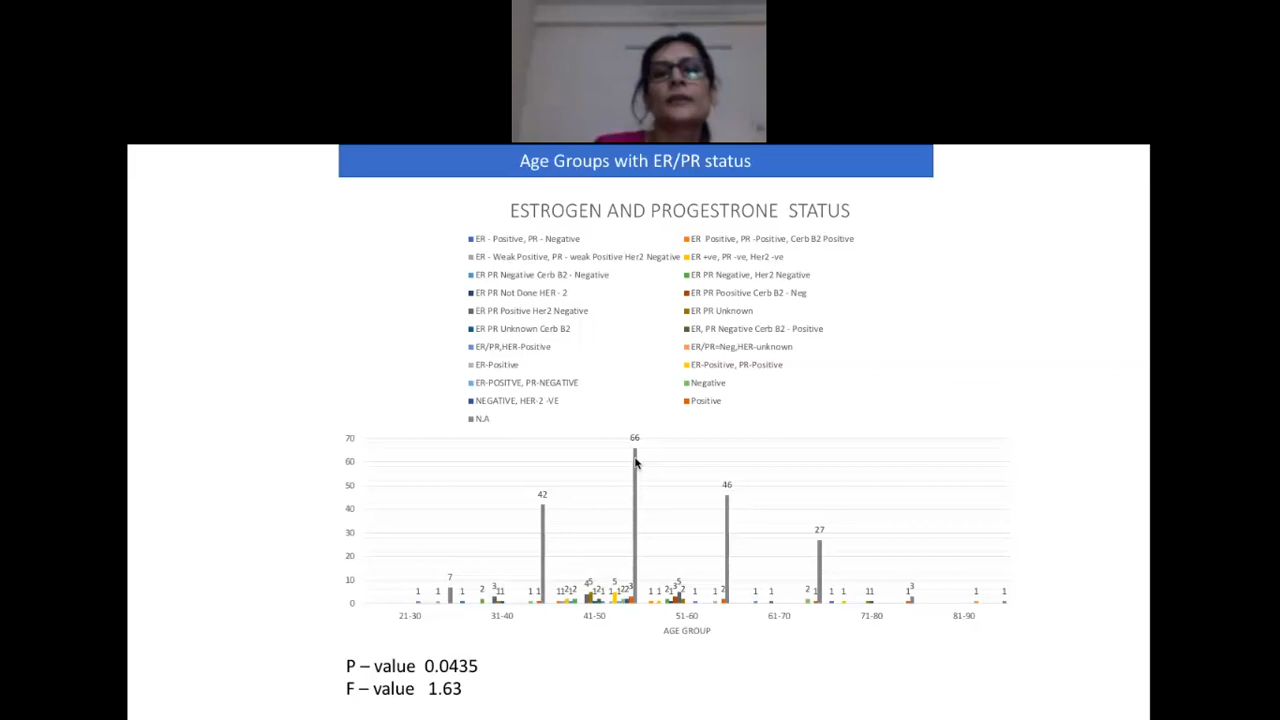 Age Groups with ER/PR status
ESTROGEN AND PROGESTRONE STATUS
ER - Positive, PR - Negative
ER Positive, PR -Positive, Cerb B2 Positive
ER - Weak Positive, PR - weak Positive Her2 Negative
ER +ve, PR -ve, Her2 -ve
ER PR Negative Cerb B2 - Negative
ER PR Negative, Her2 Negative
ER PR Not Done HER - 2
ER PR Poositive Cerb B2 - Neg
ER PR Positive Her2 Negative
ER PR Unknown
ER PR Unknown Cerb B2
ER, PR Negative Cerb B2 - Positive
ER/PR,HER-Positive
ER/PR=Neg,HER-unknown
ER-Positive
ER-Positive, PR-Positive
ER-POSITVE, PR-NEGATIVE
Negative
NEGATIVE, HER-2 -VE
Positive
N.A
70
60
50
40
30
20
10
0
66
42
46
27
7
3
21-30 31-40 41-50 51-60 61-70 71-80 81-90
AGE GROUP
P – value 0.0435
F – value 1.63